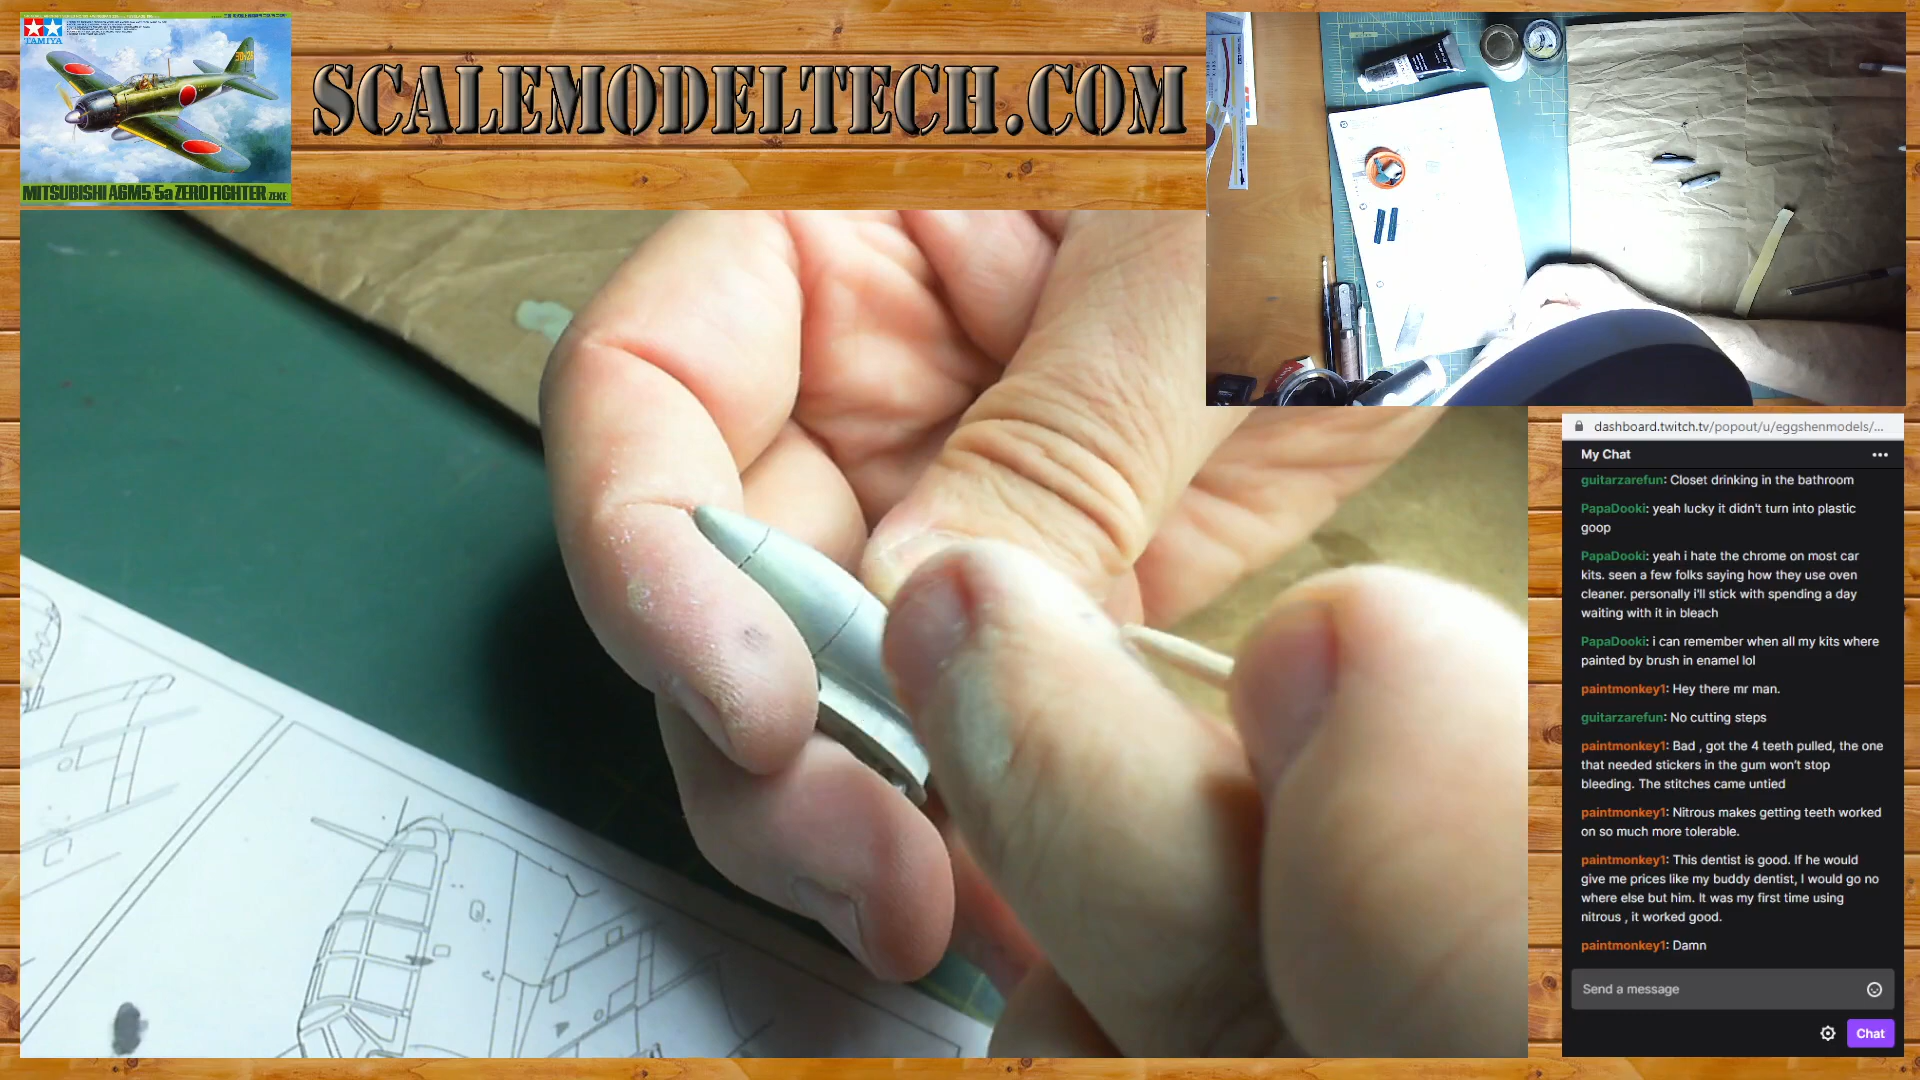 TAMIYA
MITSUBISHI A6M5/5a ZERO FIGHTER ZEKE
SCALEMODELTECH.COM
dashboard.twitch.tv/popout/u/eggshenmodels/...
My Chat
guitarzarefun: Closet drinking in the bathroom
PapaDooki: yeah lucky it didn't turn into plastic
goop
PapaDooki: yeah i hate the chrome on most car
kits. seen a few folks saying how they use oven
cleaner. personally i'll stick with spending a day
waiting with it in bleach
PapaDooki: i can remember when all my kits where
painted by brush in enamel lol
paintmonkey1: Hey there mr man.
guitarzarefun: No cutting steps
paintmonkey1: Bad , got the 4 teeth pulled, the one
that needed stickers in the gum won't stop
bleeding. The stitches came untied
paintmonkey1: Nitrous makes getting teeth worked
on so much more tolerable.
paintmonkey1: This dentist is good. If he would
give me prices like my buddy dentist, I would go no
where else but him. It was my first time using
nitrous , it worked good.
paintmonkey1: Damn
Send a message
Chat